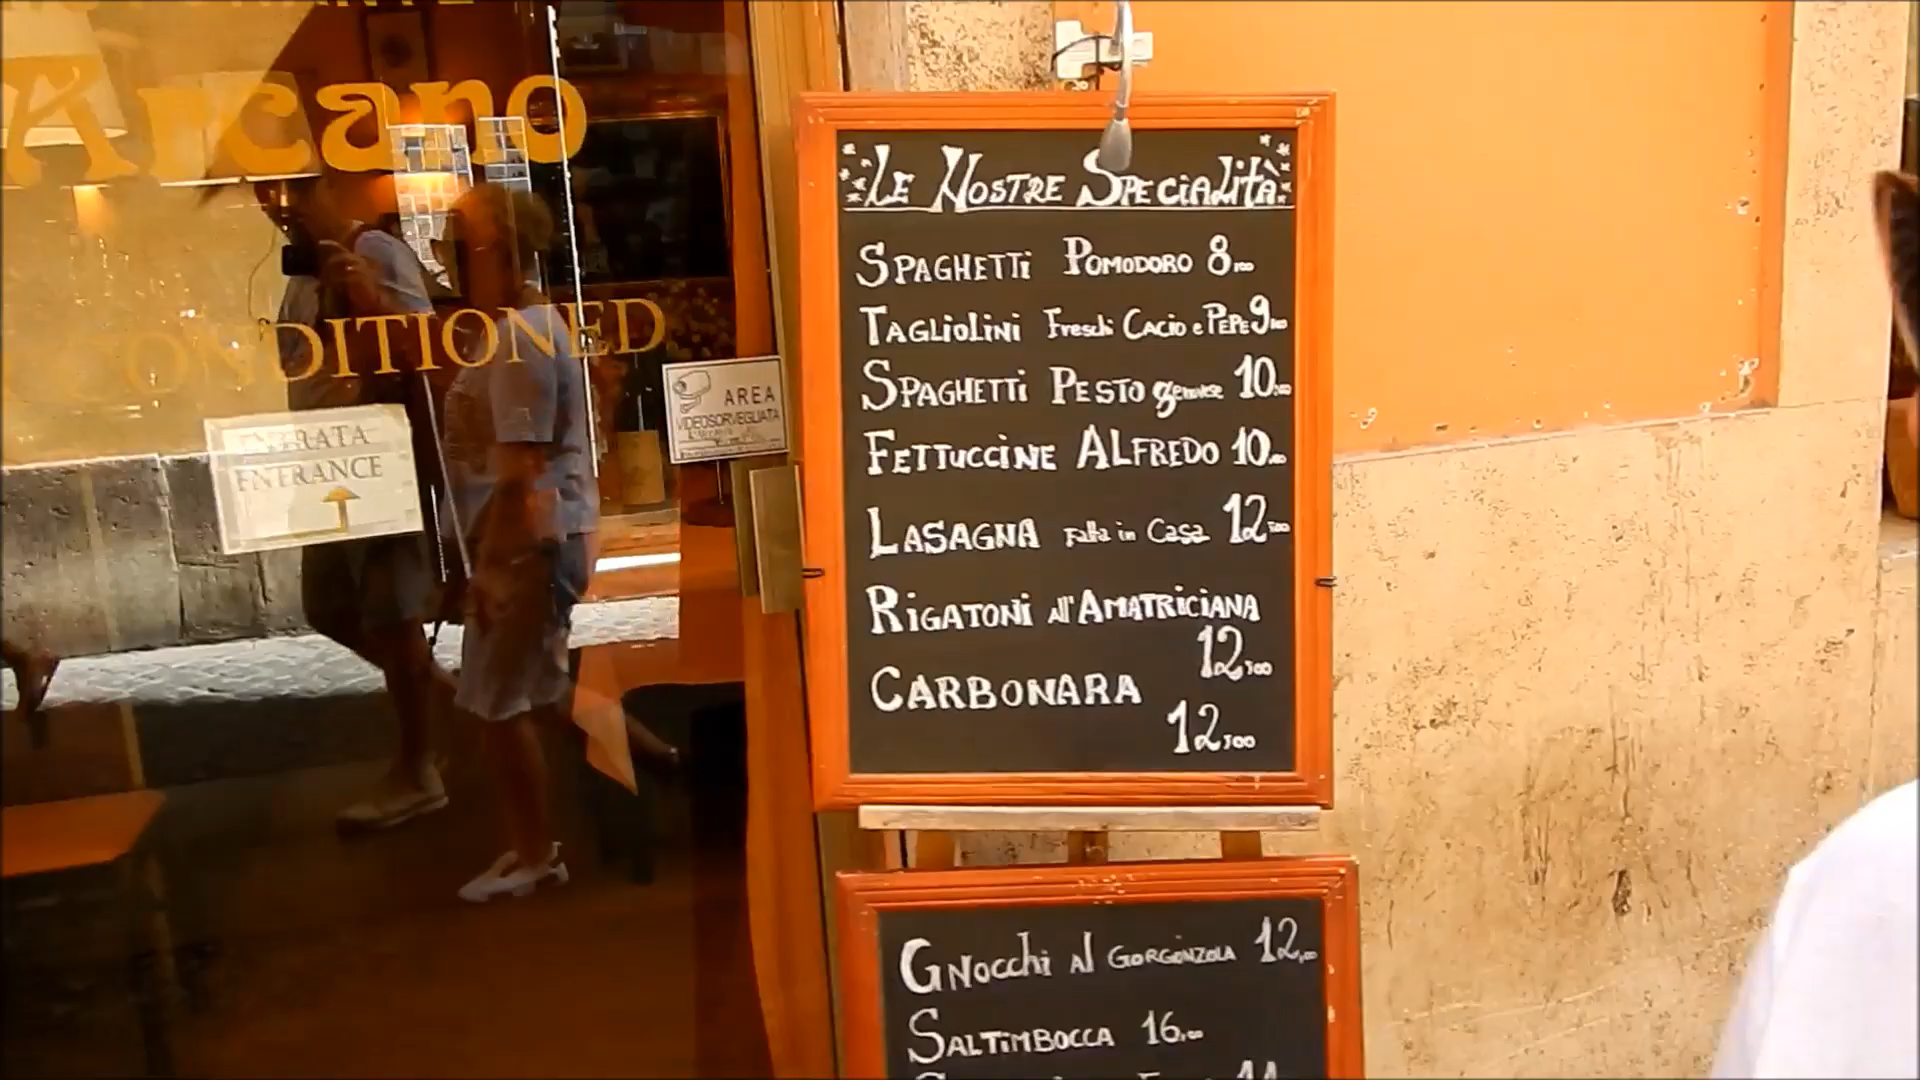 Arcano
CONDITIONED
ENTRATA
ENTRANCE
AREA
VIDEOSORVEGLIATA
Le Nostre Specialità
Spaghetti Pomodoro 8,00
Tagliolini Freschi Cacio e Pepe 9,00
Spaghetti Pesto genovese 10,00
Fettuccine Alfredo 10,00
Lasagna Fatta in Casa 12,00
Rigatoni all'Amatriciana
12,00
Carbonara
12,00
Gnocchi al Gorgonzola 12,00
Saltimbocca 16,00